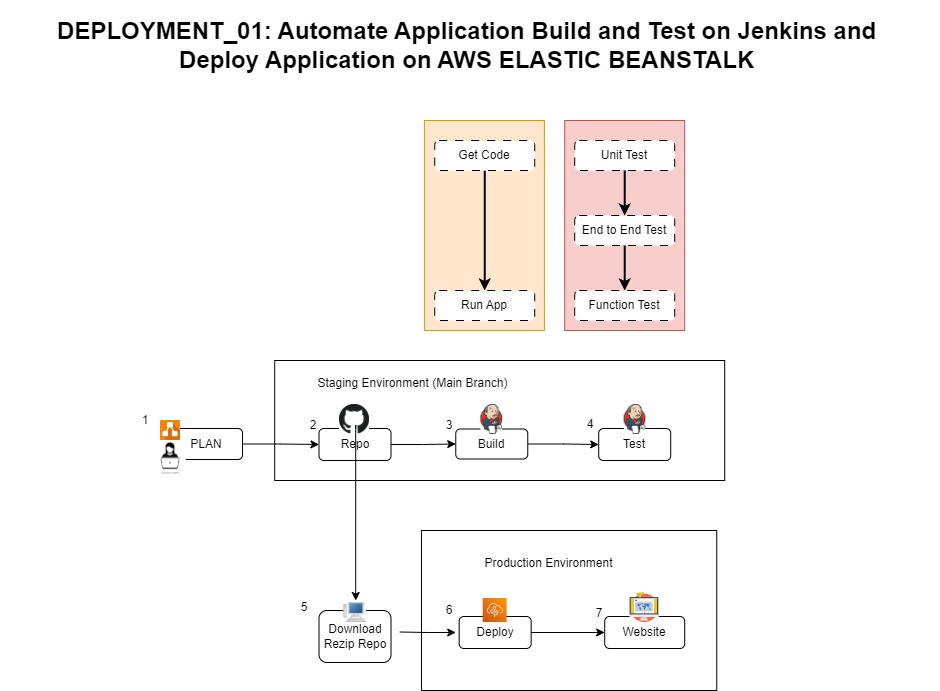 DEPLOYMENT_01: Automate Application Build and Test on Jenkins and
Deploy Application on AWS ELASTIC BEANSTALK
Get Code
Run App
Unit Test
End to End Test
Function Test
Staging Environment (Main Branch)
1
PLAN
2
Repo
3
Build
4
Test
Production Environment
5
Download
Rezip Repo
6
Deploy
7
Website